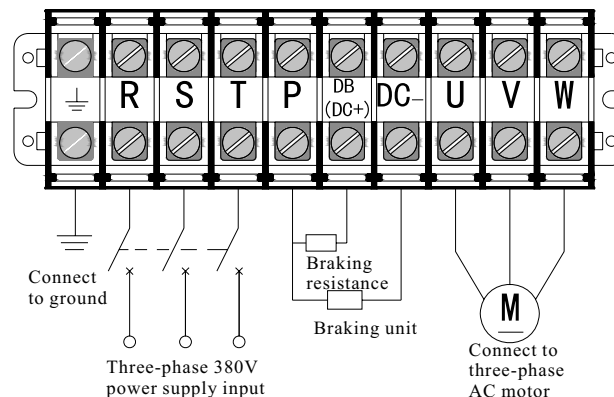 R S T P DB (DC+) DC- U V W
Connect
to ground
Braking
resistance
Braking unit
M
Three-phase 380V
power supply input
Connect to
three-phase
AC motor